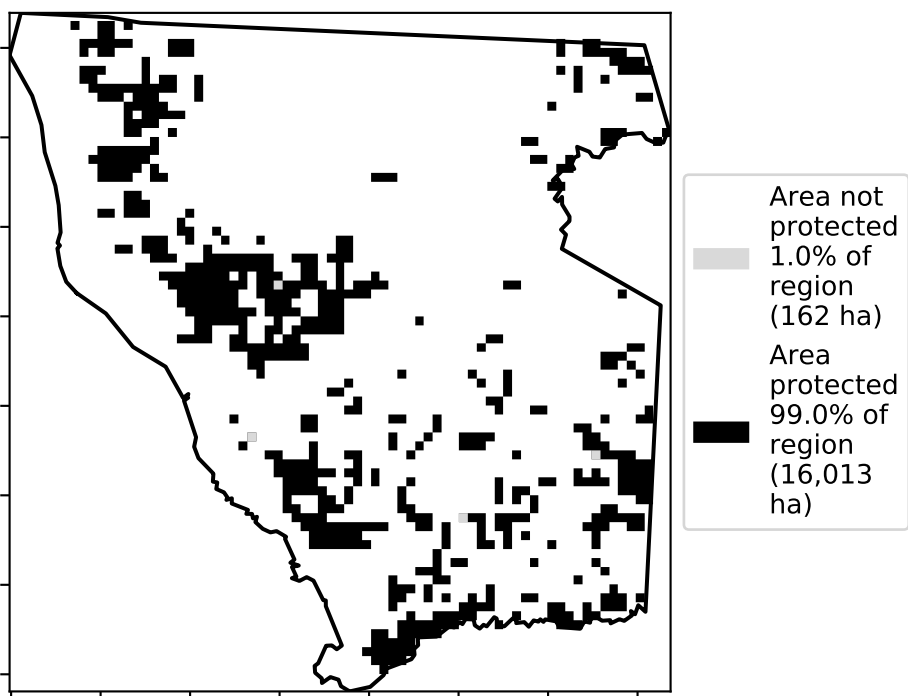 Area not
protected
1.0% of
region
(162 ha)
Area
protected
99.0% of
region
(16,013
ha)